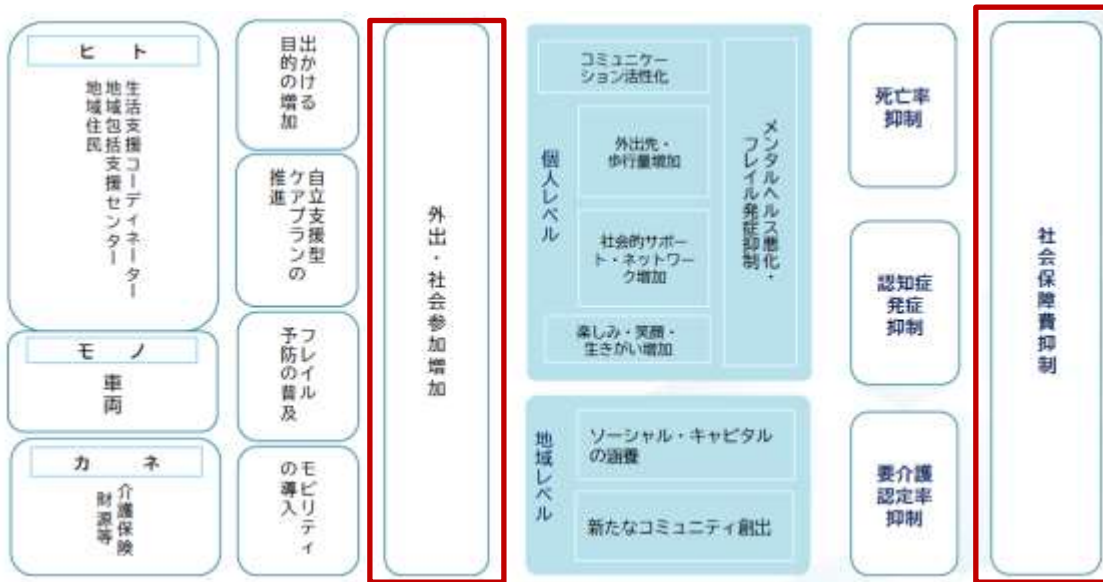 ヒト
生活支援コーディネーター
地域包括支援センター
地域住民
モノ
車両
カネ
介護保険
財源等
出かける
目的の増加
自立支援型
ケアプランの
推進
フレイル
予防の普及
モビリティ
の導入
外出・社会参加増加
個人レベル
コミュニケー
ション活性化
外出先・
歩行量増加
社会的サポー
ト・ネットワー
ク増加
楽しみ・笑顔・
生きがい増加
メンタルヘルス悪化・
フレイル発症抑制
地域レベル
ソーシャル・キャピタル
の涵養
新たなコミュニティ創出
死亡率
抑制
認知症
発症
抑制
要介護
認定率
抑制
社会保障費抑制